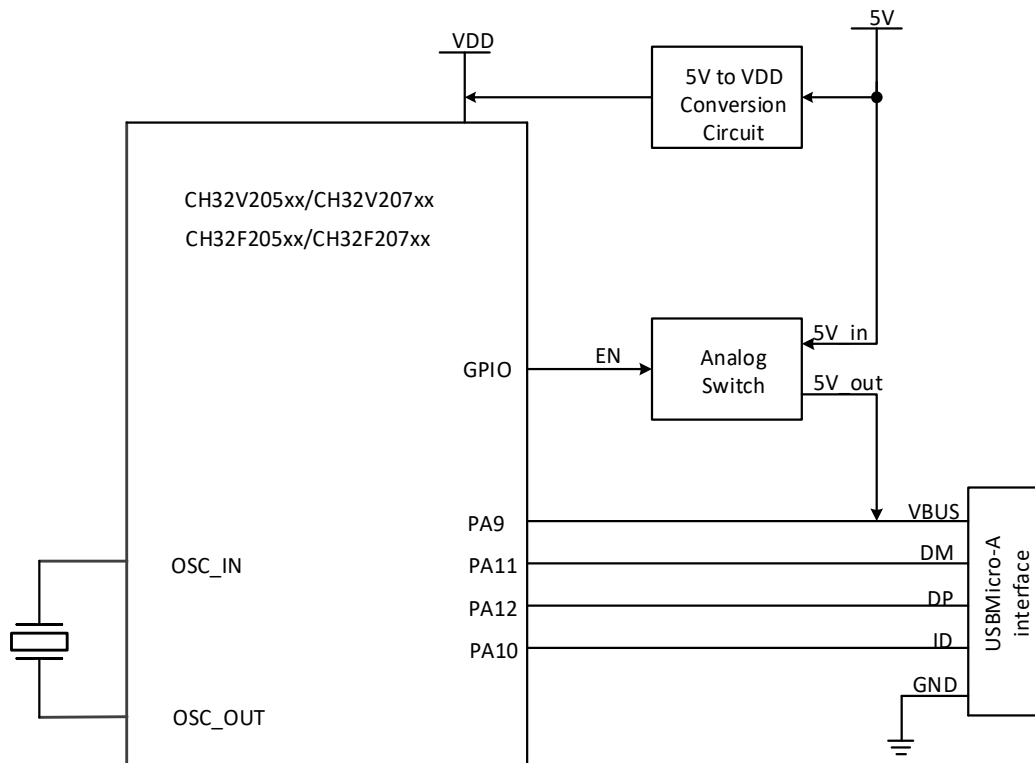 5V
VDD
5V to VDD
Conversion
Circuit
CH32V205xx/CH32V207xx
CH32F205xx/CH32F207xx
5V_in
GPIO
EN
Analog
Switch
5V_out
PA9
VBUS
OSC_IN
PA11
DM
PA12
DP
PA10
ID
USBMicro-A
interface
GND
OSC_OUT